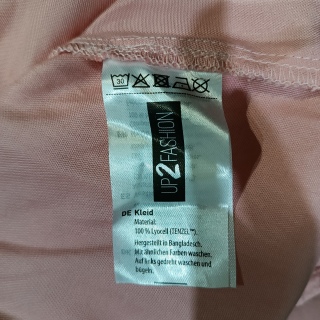 30
UP2FASHION
DE Kleid
Material:
100 % Lyocell (TENZEL™).
Hergestellt in Bangladesch.
Mit ähnlichen Farben waschen.
Auf links gedreht waschen und
bügeln.